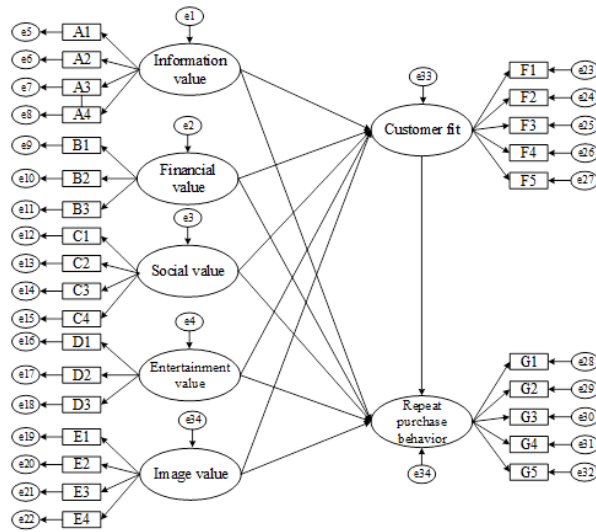 e1
e5
A1
e6
A2
Information
value
e7
A3
e8
A4
e33
F1
e23
F2
e24
Customer fit
F3
e25
F4
e26
F5
e27
e2
e9
B1
e10
B2
Financial
value
e11
B3
e3
e12
C1
e13
C2
Social value
e14
C3
e15
C4
e4
e16
D1
e17
D2
Entertainment
value
e18
D3
G1
e28
G2
e29
Repeat
purchase
behavior
G3
e30
G4
e31
G5
e32
e34
e34
e19
E1
e20
E2
Image value
e21
E3
e22
E4